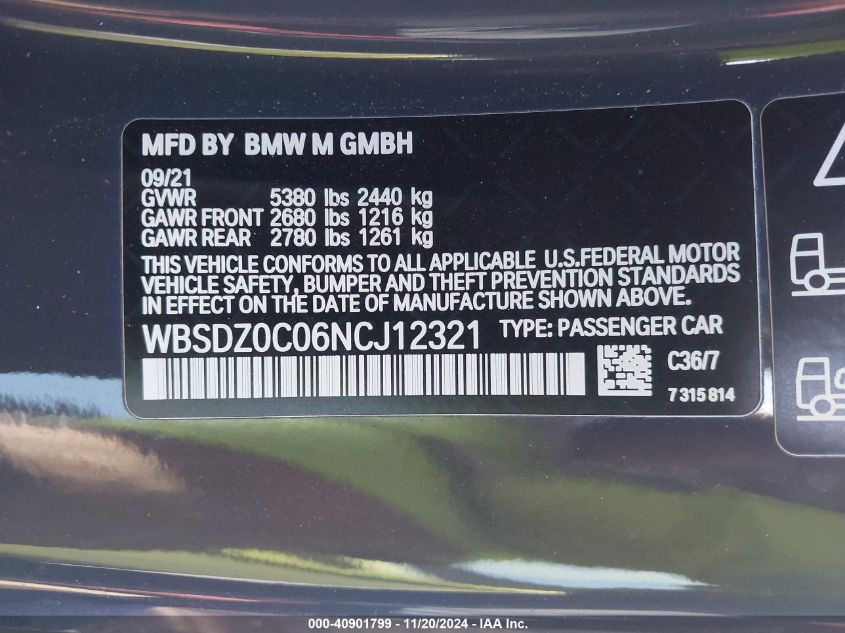 MFD BY BMW M GMBH
09/21
GVWR 5380 lbs 2440 kg
GAWR FRONT 2680 lbs 1216 kg
GAWR REAR 2780 lbs 1261 kg
THIS VEHICLE CONFORMS TO ALL APPLICABLE U.S.FEDERAL MOTOR
VEHICLE SAFETY, BUMPER AND THEFT PREVENTION STANDARDS
IN EFFECT ON THE DATE OF MANUFACTURE SHOWN ABOVE.
WBSDZ0C06NCJ12321 TYPE: PASSENGER CAR
C36/7
7 315 814
000-40901799 — 11/20/2024 — IAA Inc.